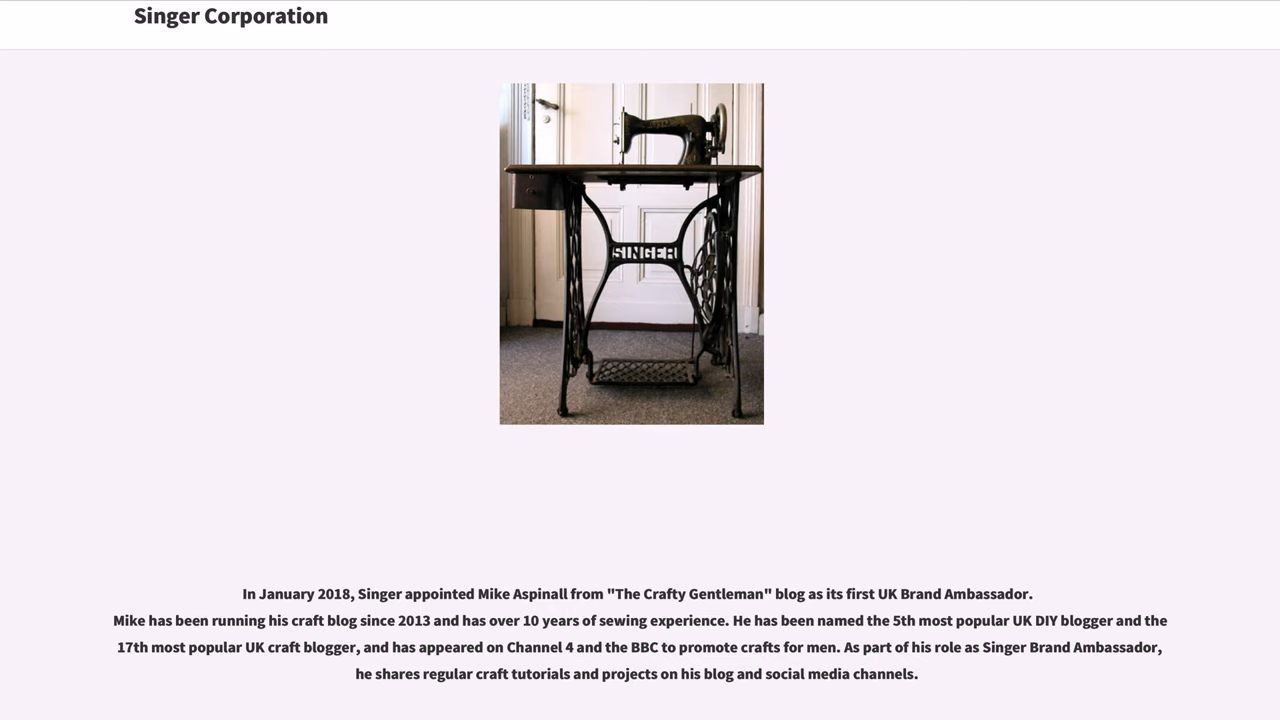 Singer Corporation
SINGER
In January 2018, Singer appointed Mike Aspinall from "The Crafty Gentleman" blog as its first UK Brand Ambassador.
Mike has been running his craft blog since 2013 and has over 10 years of sewing experience. He has been named the 5th most popular UK DIY blogger and the
17th most popular UK craft blogger, and has appeared on Channel 4 and the BBC to promote crafts for men. As part of his role as Singer Brand Ambassador,
he shares regular craft tutorials and projects on his blog and social media channels.